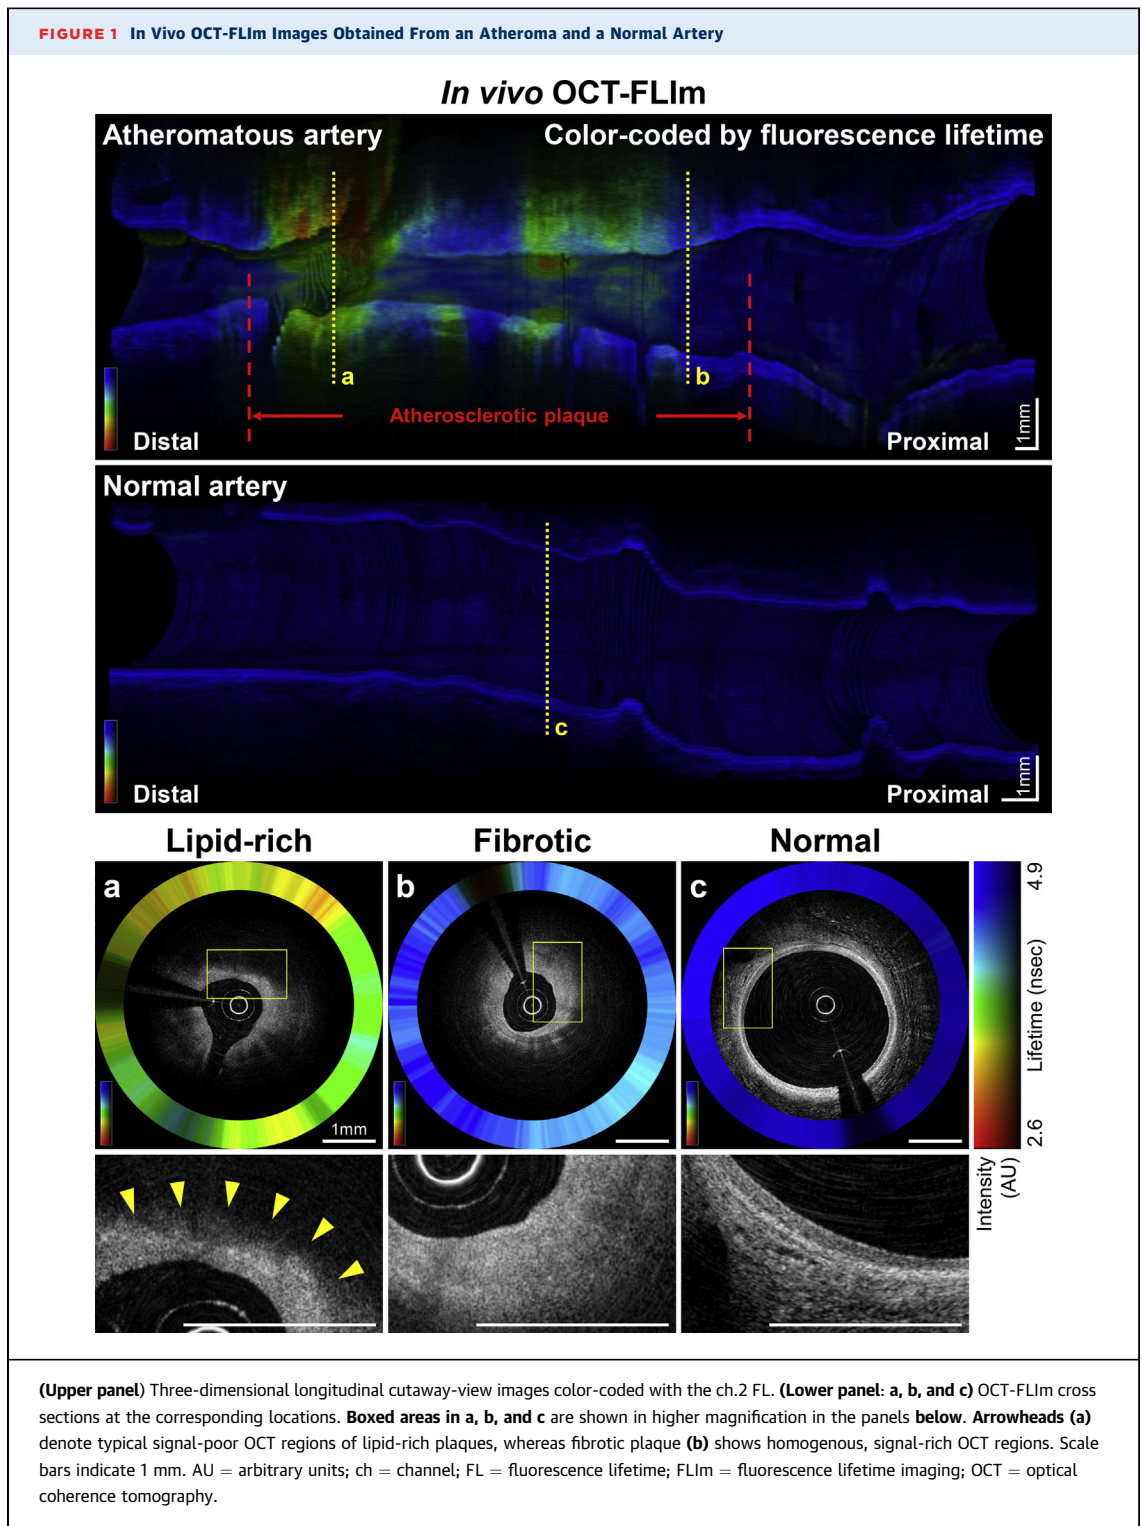 FIGURE 1 In Vivo OCT-FLIm Images Obtained From an Atheroma and a Normal Artery
In vivo OCT-FLIm
Atheromatous artery
Color-coded by fluorescence lifetime
a
b
Atherosclerotic plaque
Distal
Proximal
1mm
Normal artery
c
Distal
Proximal
1mm
Lipid-rich
Fibrotic
Normal
a
b
c
1mm
4.9
Lifetime (nsec)
2.6
Intensity
(AU)
(Upper panel) Three-dimensional longitudinal cutaway-view images color-coded with the ch.2 FL. (Lower panel: a, b, and c) OCT-FLIm cross
sections at the corresponding locations. Boxed areas in a, b, and c are shown in higher magnification in the panels below. Arrowheads (a)
denote typical signal-poor OCT regions of lipid-rich plaques, whereas fibrotic plaque (b) shows homogenous, signal-rich OCT regions. Scale
bars indicate 1 mm. AU = arbitrary units; ch = channel; FL = fluorescence lifetime; FLIm = fluorescence lifetime imaging; OCT = optical
coherence tomography.